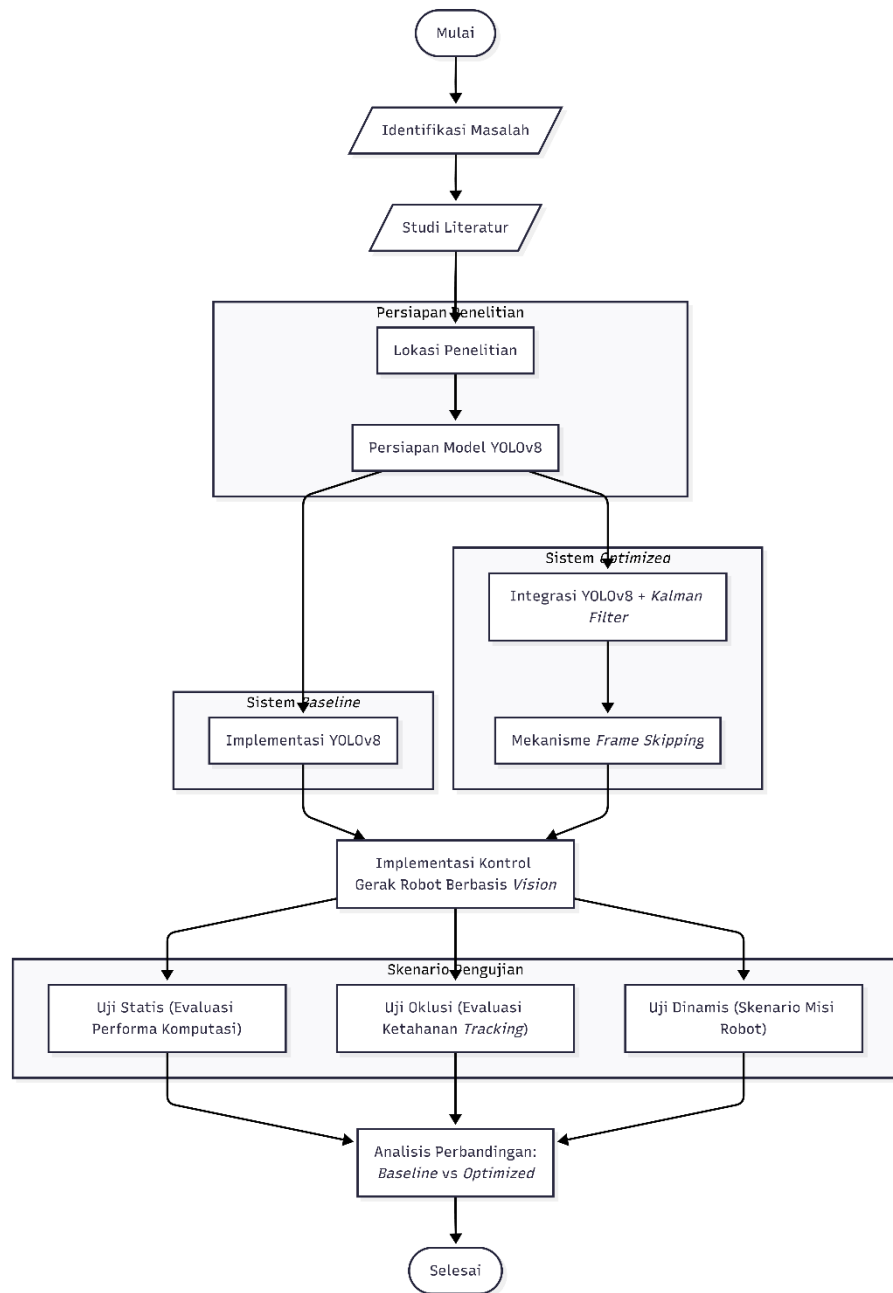 Mulai
Identifikasi Masalah
Studi Literatur
Persiapan Penelitian
Lokasi Penelitian
Persiapan Model YOLOv8
Sistem Optimized
Integrasi YOLOv8 + Kalman
Filter
Mekanisme Frame Skipping
Sistem Baseline
Implementasi YOLOv8
Implementasi Kontrol
Gerak Robot Berbasis Vision
Skenario Pengujian
Uji Statis (Evaluasi
Performa Komputasi)
Uji Oklusi (Evaluasi
Ketahanan Tracking)
Uji Dinamis (Skenario Misi
Robot)
Analisis Perbandingan:
Baseline vs Optimized
Selesai